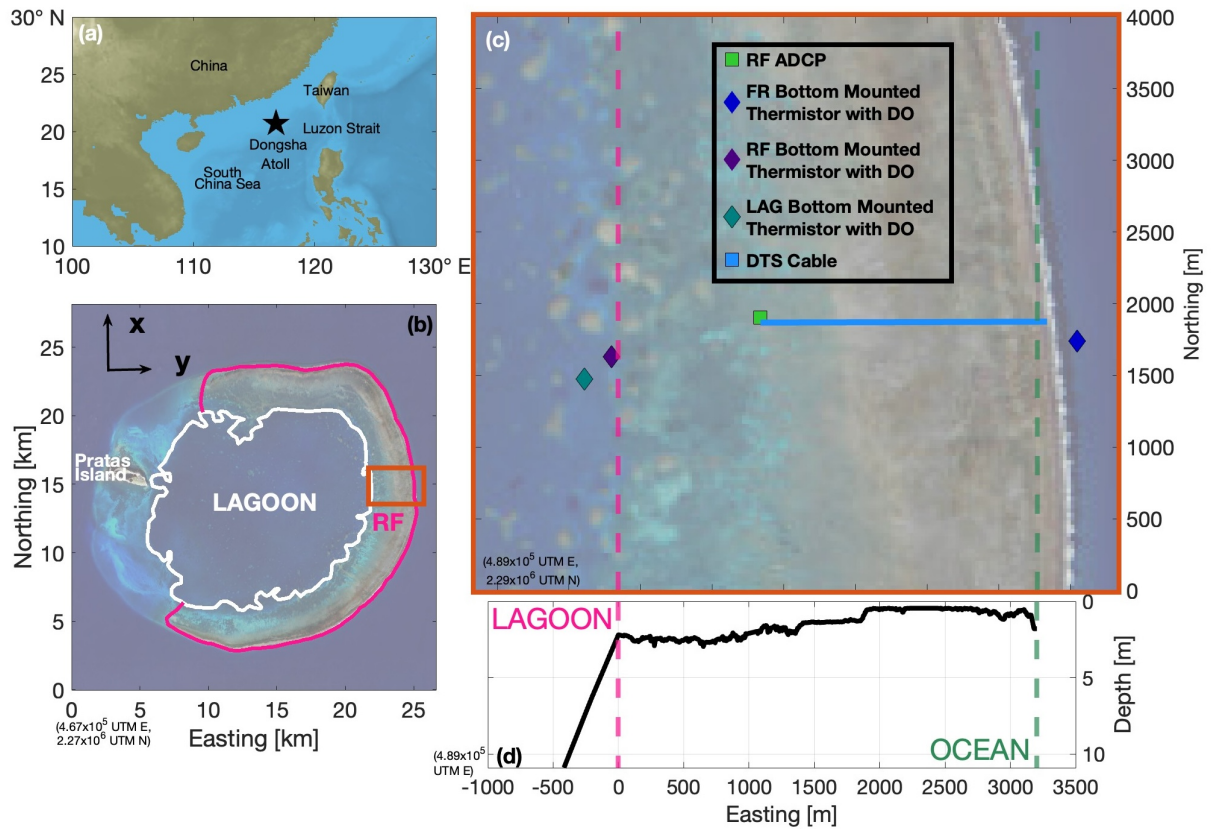 30° N
25
20
15
10
100
110
120
130° E
(a)
China
Taiwan
Luzon Strait
Dongsha
Atoll
South
China Sea
(b)
x
y
25
20
15
10
5
0
Northing [km]
Pratas
Island
LAGOON
RF
0
5
10
15
20
25
Easting [km]
(4.67x10⁵ UTM E,
2.27x10⁶ UTM N)
(c)
RF ADCP
FR Bottom Mounted
Thermistor with DO
RF Bottom Mounted
Thermistor with DO
LAG Bottom Mounted
Thermistor with DO
DTS Cable
4000
3500
3000
2500
2000
1500
1000
500
0
Northing [m]
(4.89x10⁵ UTM E,
2.29x10⁶ UTM N)
LAGOON
OCEAN
0
5
10
Depth [m]
(4.89x10⁵
UTM E)
(d)
-1000
-500
0
500
1000
1500
2000
2500
3000
3500
Easting [m]